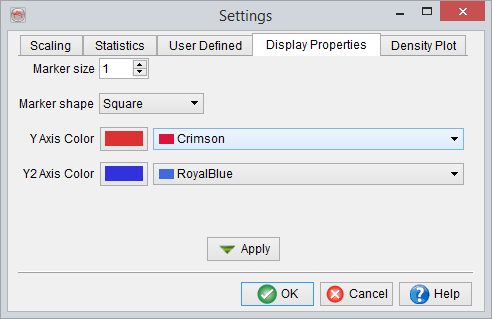 Settings
Scaling Statistics User Defined Display Properties Density Plot
Marker size 1
Marker shape Square
Y Axis Color Crimson
Y2 Axis Color RoyalBlue
Apply
OK Cancel Help